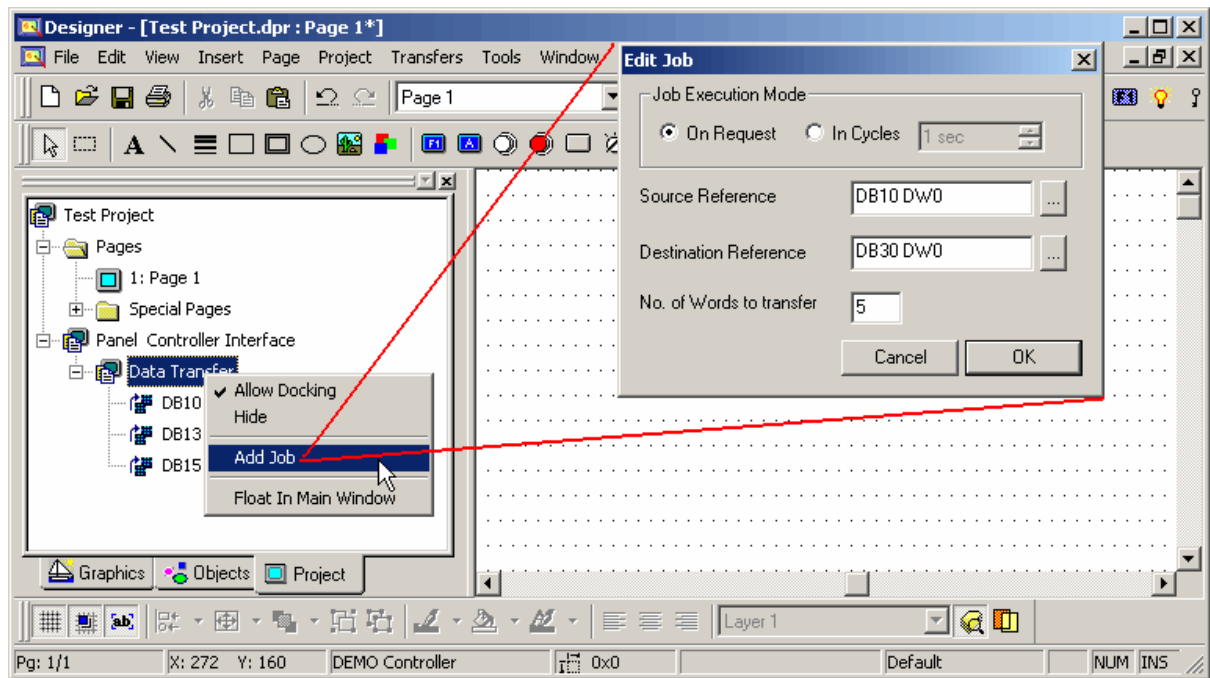 Designer - [Test Project.dpr : Page 1*]
File Edit View Insert Page Project Transfers Tools Window
Page 1
Edit Job
Job Execution Mode
On Request In Cycles 1 sec
Source Reference DB10 DW0 ...
Destination Reference DB30 DW0 ...
No. of Words to transfer 5
Cancel OK
Test Project
Pages
1: Page 1
Special Pages
Panel Controller Interface
Data Transfer
DB10
DB13
DB15
Allow Docking
Hide
Add Job
Float In Main Window
Graphics Objects Project
Layer 1
Pg: 1/1 X: 272 Y: 160 DEMO Controller 0x0 Default NUM INS